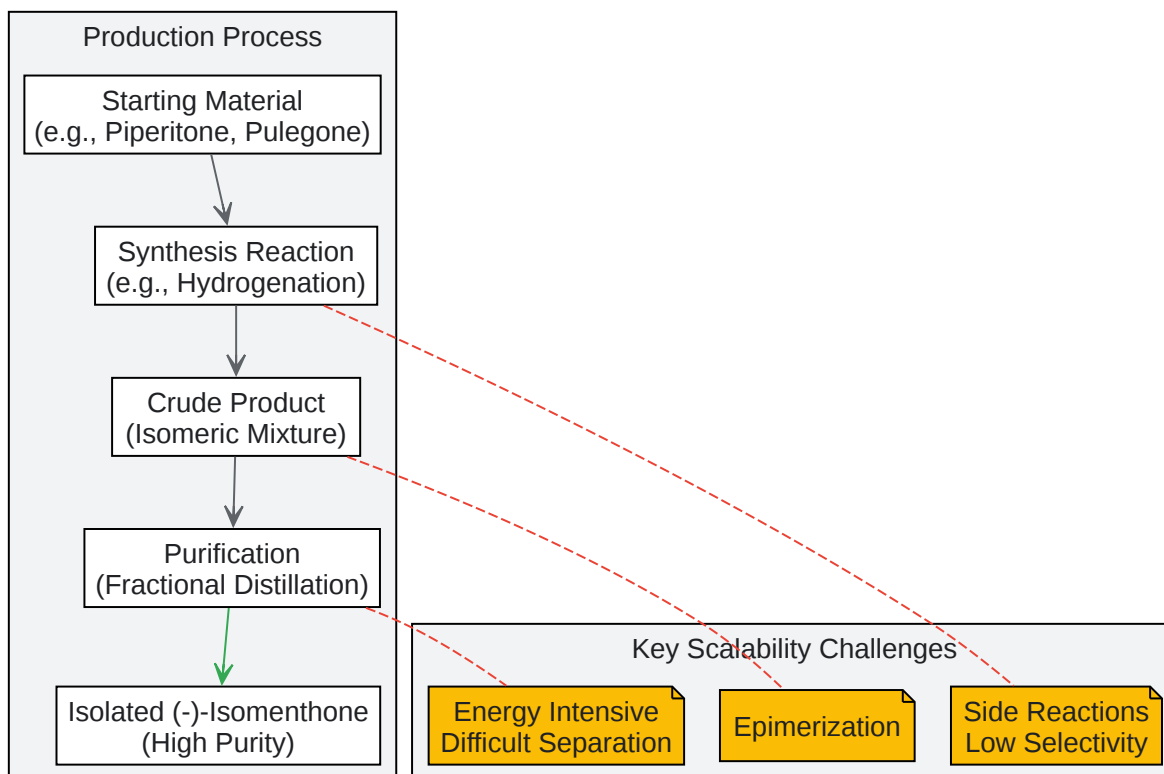 Production Process
Starting Material
(e.g., Piperitone, Pulegone)
Synthesis Reaction
(e.g., Hydrogenation)
Crude Product
(Isomeric Mixture)
Purification
(Fractional Distillation)
Isolated (-)-Isomenthone
(High Purity)
Key Scalability Challenges
Energy Intensive
Difficult Separation
Epimerization
Side Reactions
Low Selectivity